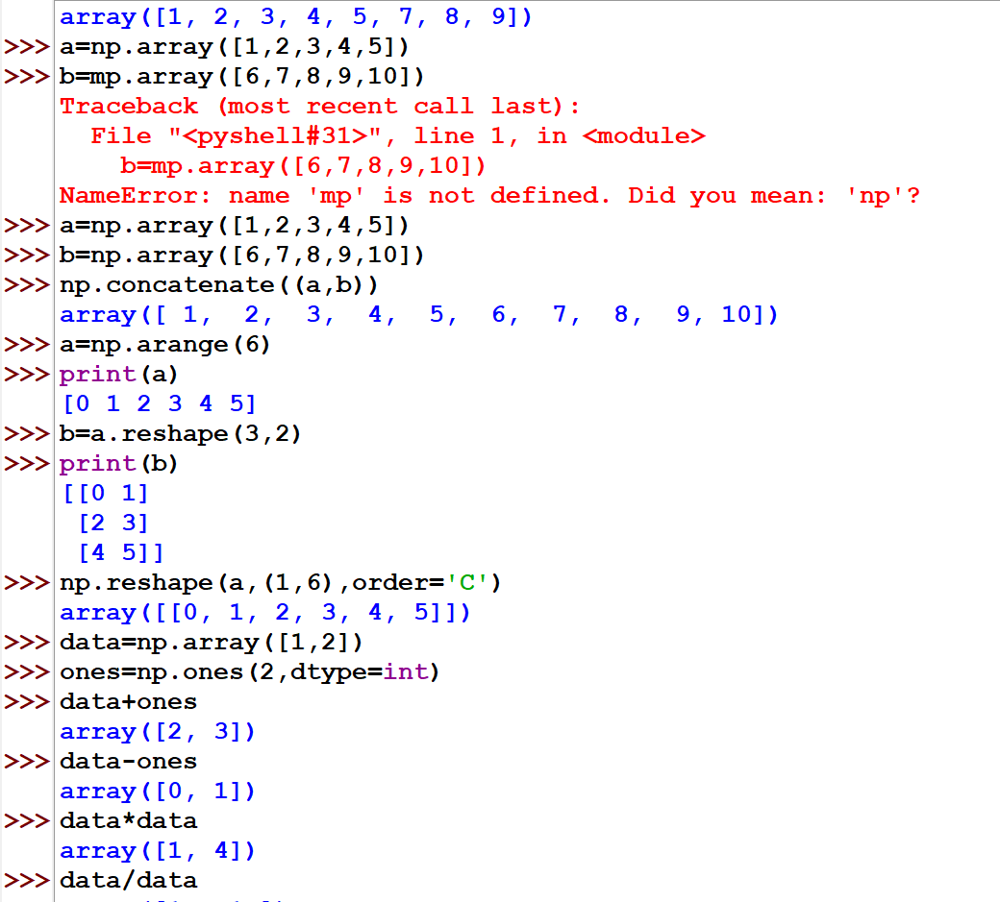 array([1, 2, 3, 4, 5, 7, 8, 9])
>>> a=np.array([1,2,3,4,5])
>>> b=mp.array([6,7,8,9,10])
Traceback (most recent call last):
  File "<pyshell#31>", line 1, in <module>
    b=mp.array([6,7,8,9,10])
NameError: name 'mp' is not defined. Did you mean: 'np'?
>>> a=np.array([1,2,3,4,5])
>>> b=np.array([6,7,8,9,10])
>>> np.concatenate((a,b))
array([ 1,  2,  3,  4,  5,  6,  7,  8,  9, 10])
>>> a=np.arange(6)
>>> print(a)
[0 1 2 3 4 5]
>>> b=a.reshape(3,2)
>>> print(b)
[[0 1]
 [2 3]
 [4 5]]
>>> np.reshape(a,(1,6),order='C')
array([[0, 1, 2, 3, 4, 5]])
>>> data=np.array([1,2])
>>> ones=np.ones(2,dtype=int)
>>> data+ones
array([2, 3])
>>> data-ones
array([0, 1])
>>> data*data
array([1, 4])
>>> data/data